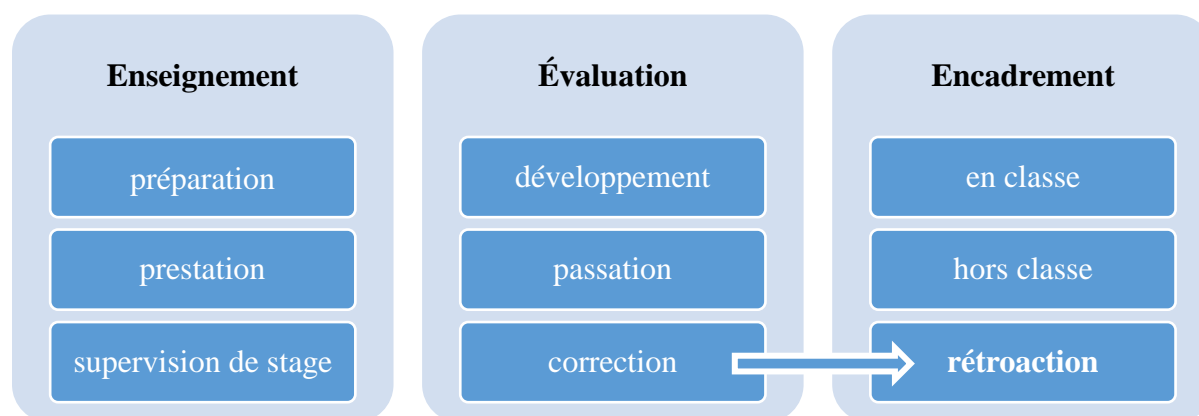 Enseignement
préparation
prestation
supervision de stage
Évaluation
développement
passation
correction
Encadrement
en classe
hors classe
rétroaction